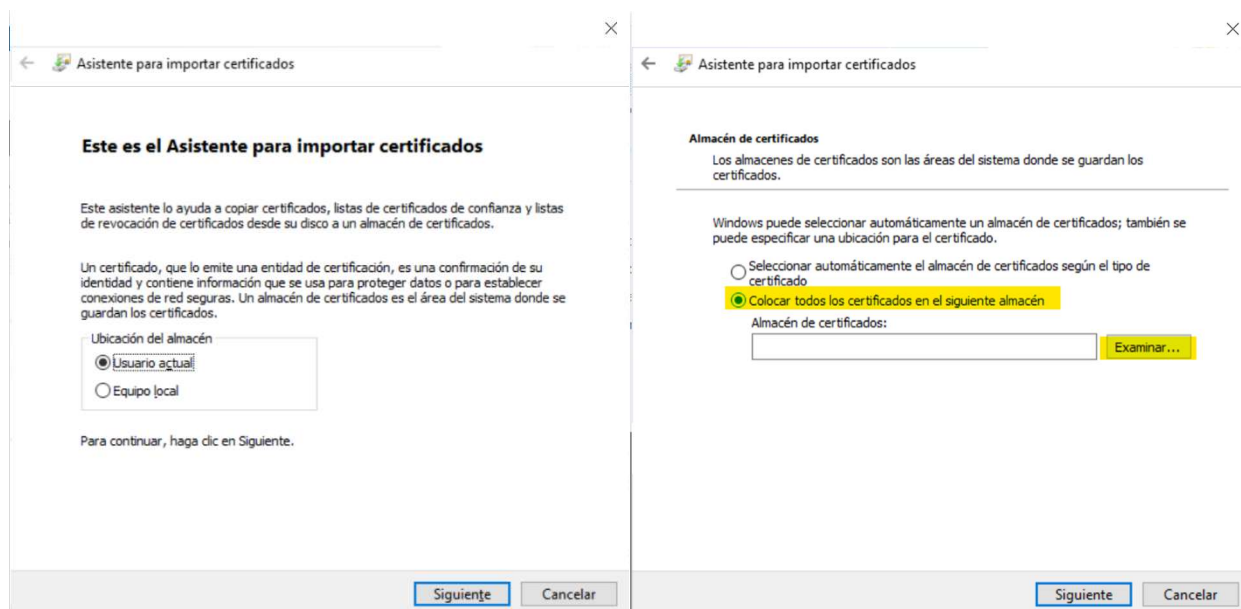 Asistente para importar certificados
Este es el Asistente para importar certificados
Este asistente lo ayuda a copiar certificados, listas de certificados de confianza y listas
de revocación de certificados desde su disco a un almacén de certificados.
Un certificado, que lo emite una entidad de certificación, es una confirmación de su
identidad y contiene información que se usa para proteger datos o para establecer
conexiones de red seguras. Un almacén de certificados es el área del sistema donde se
guardan los certificados.
Ubicación del almacén
Usuario actual
Equipo local
Para continuar, haga clic en Siguiente.
Siguiente
Cancelar
Asistente para importar certificados
Almacén de certificados
Los almacenes de certificados son las áreas del sistema donde se guardan los
certificados.
Windows puede seleccionar automáticamente un almacén de certificados; también se
puede especificar una ubicación para el certificado.
Seleccionar automáticamente el almacén de certificados según el tipo de
certificado
Colocar todos los certificados en el siguiente almacén
Almacén de certificados:
Examinar...
Siguiente
Cancelar